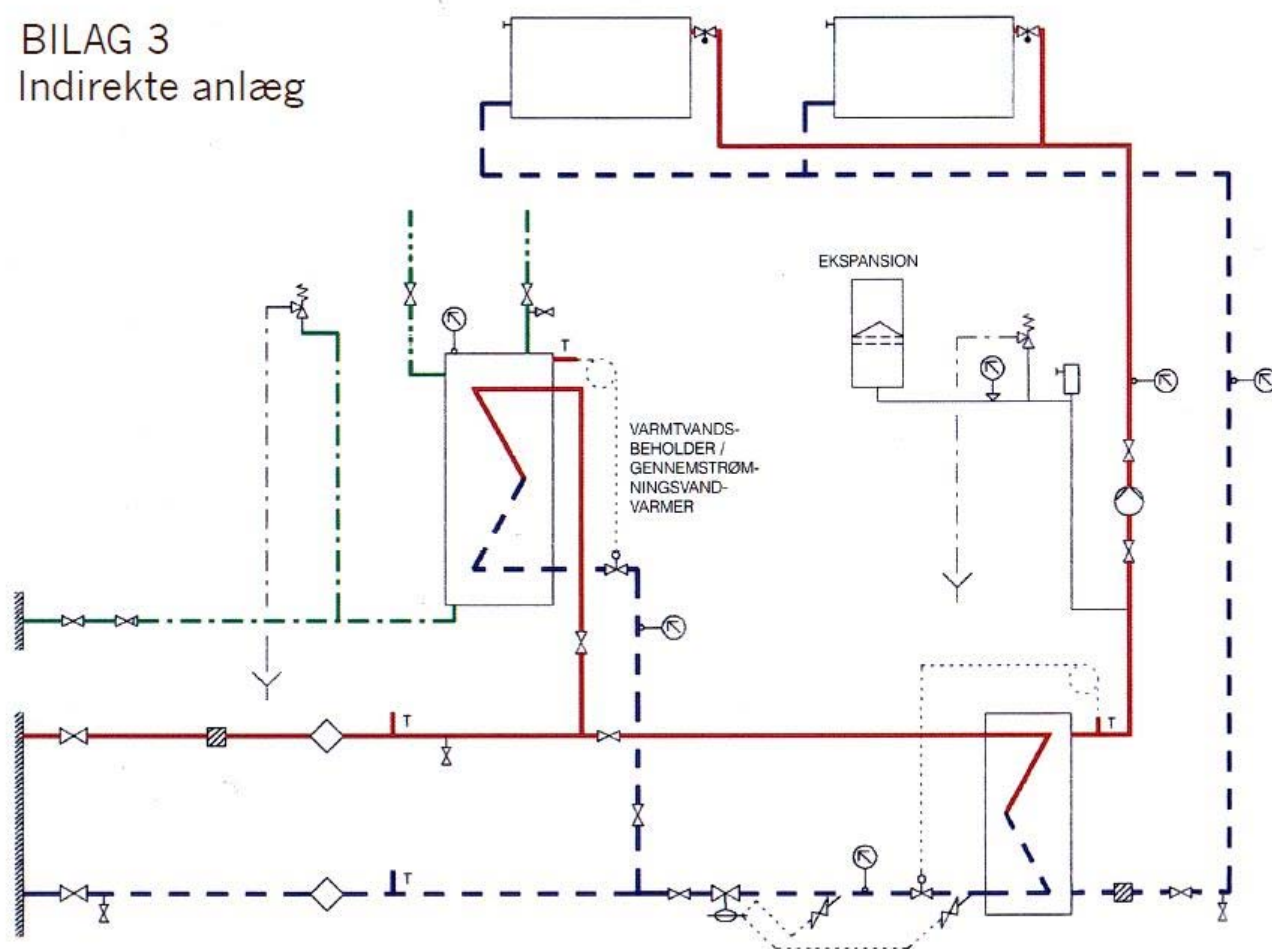 BILAG 3
Indirekte anlæg
EKSPANSION
T
VARMTVANDS-
BEHOLDER /
GENNEMSTRØM-
NINGSVAND-
VARMER
T
T
T